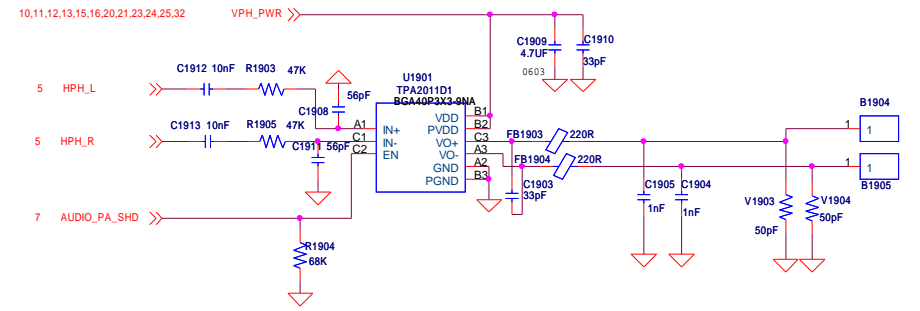 10,11,12,13,15,16,20,21,23,24,25,32 VPH_PWR
C1909 4.7UF 0603
C1910 33pF
5 HPH_L
C1912 10nF R1903 47K
C1908 56pF
U1901
TPA2011D1
BGA40P3X3-9NA
5 HPH_R
C1913 10nF R1905 47K
C1911 56pF
A1 IN+
C1 IN-
C2 EN
VDD B1
PVDD B2
VO+ C3
VO- A3
GND A2
PGND B3
FB1903 220R
FB1904 220R
C1903 33pF
C1905 1nF
C1904 1nF
V1903 50pF
V1904 50pF
B1904
1 1
1 1
B1905
7 AUDIO_PA_SHD
R1904
68K